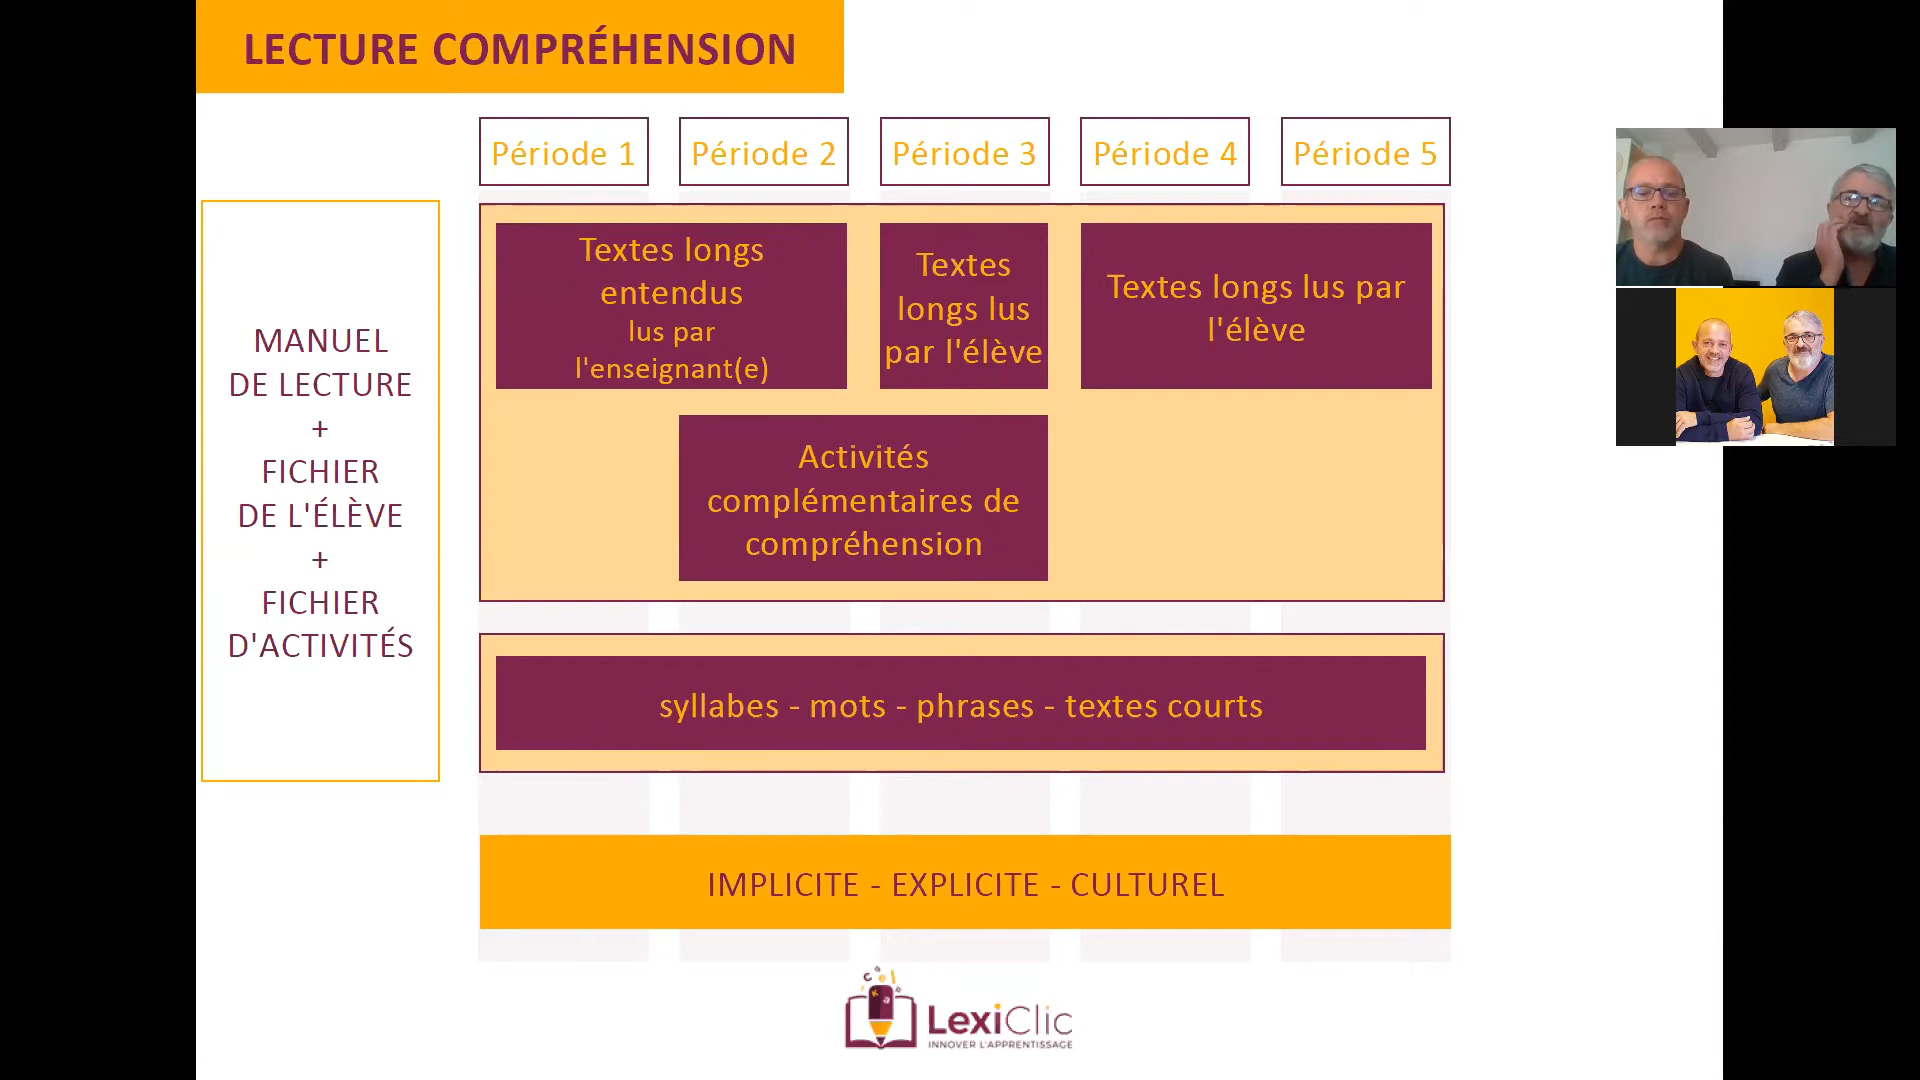 LECTURE COMPRÉHENSION
Période 1
Période 2
Période 3
Période 4
Période 5
MANUEL
DE LECTURE
+
FICHIER
DE L'ÉLÈVE
+
FICHIER
D'ACTIVITÉS
Textes longs
entendus
lus par
l'enseignant(e)
Textes
longs lus
par l'élève
Textes longs lus par
l'élève
Activités
complémentaires de
compréhension
syllabes - mots - phrases - textes courts
IMPLICITE - EXPLICITE - CULTUREL
LexiClic
INNOVER L'APPRENTISSAGE